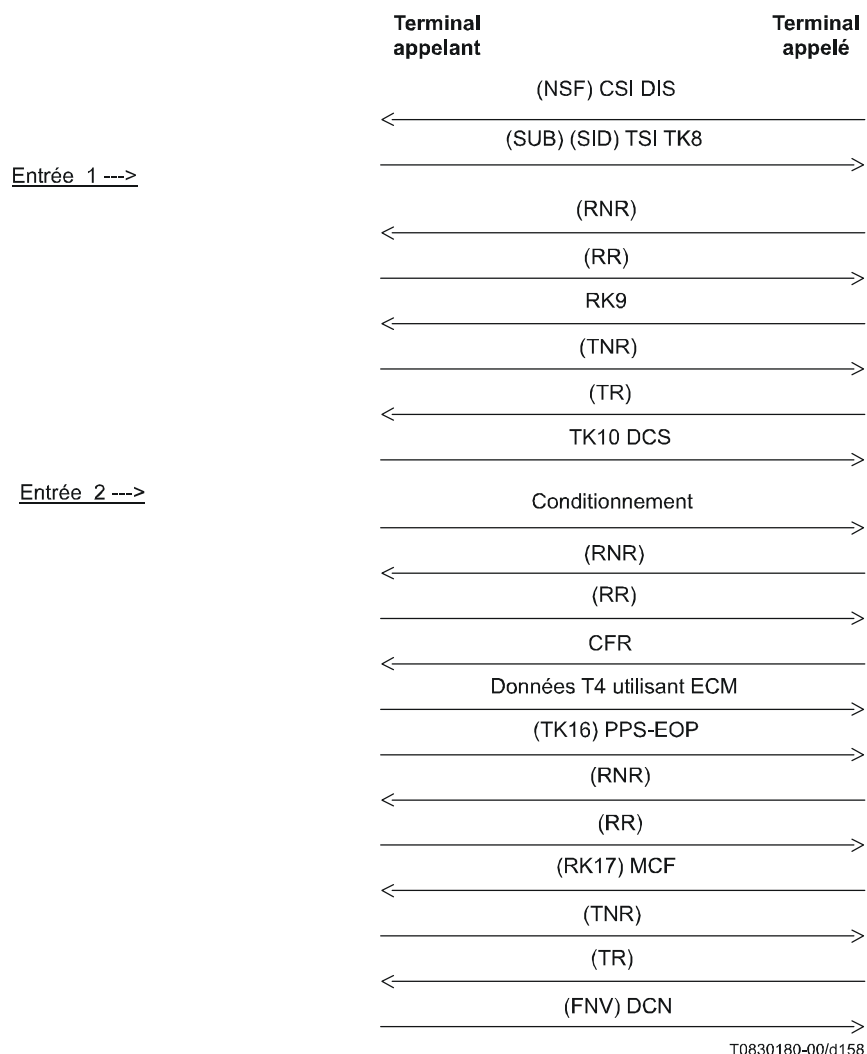 Terminal appelant
Terminal appelé
(NSF) CSI DIS
(SUB) (SID) TSI TK8
Entrée 1 --->
(RNR)
(RR)
RK9
(TNR)
(TR)
TK10 DCS
Entrée 2 --->
Conditionnement
(RNR)
(RR)
CFR
Données T4 utilisant ECM
(TK16) PPS-EOP
(RNR)
(RR)
(RK17) MCF
(TNR)
(TR)
(FNV) DCN
T0830180-00/d158